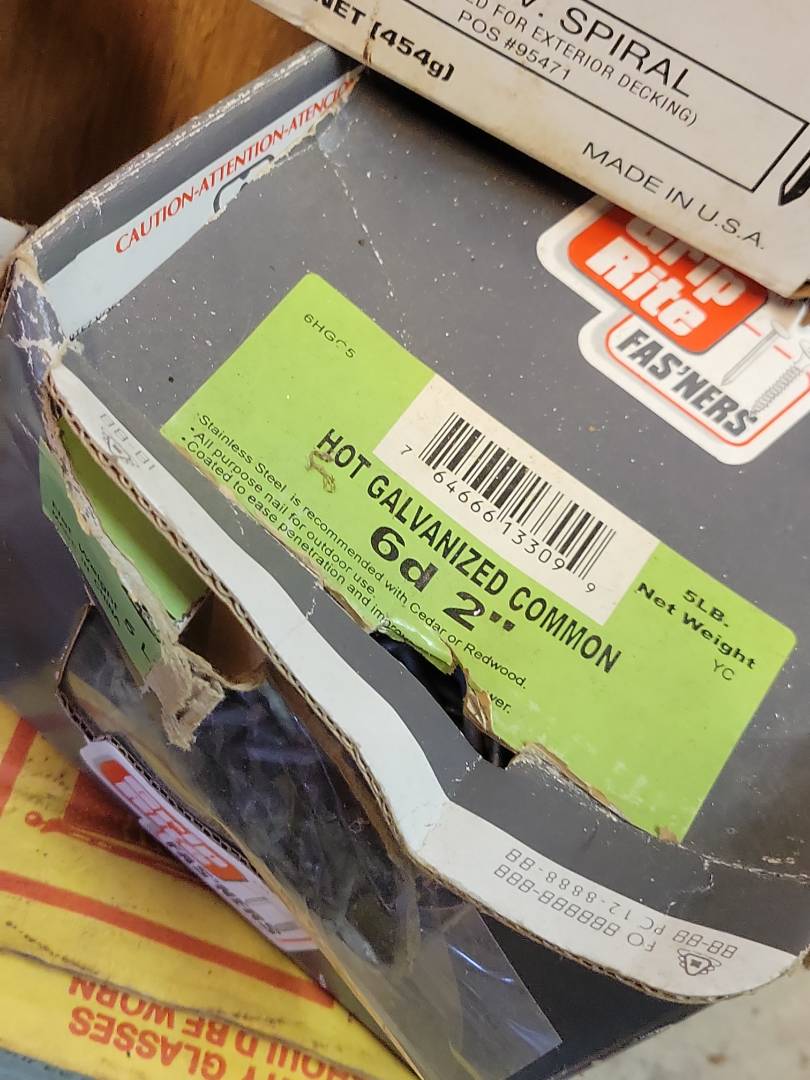 NET (454g)
SPIRAL
FOR EXTERIOR DECKING)
POS #95471
MADE IN U.S.A.
CAUTION-ATTENTION-ATENCIÓ
Grip
Rite
FAS'NERS
7 64666 13309 9
HOT GALVANIZED COMMON
6d 2"
5LB.
Net Weight
YC
•Stainless Steel is recommended with Cedar or Redwood.
•All purpose nail for outdoor use.
•Coated to ease penetration and
FO 888888-888
88-88 PC 12-8888-88
GLASSES
BE WORN